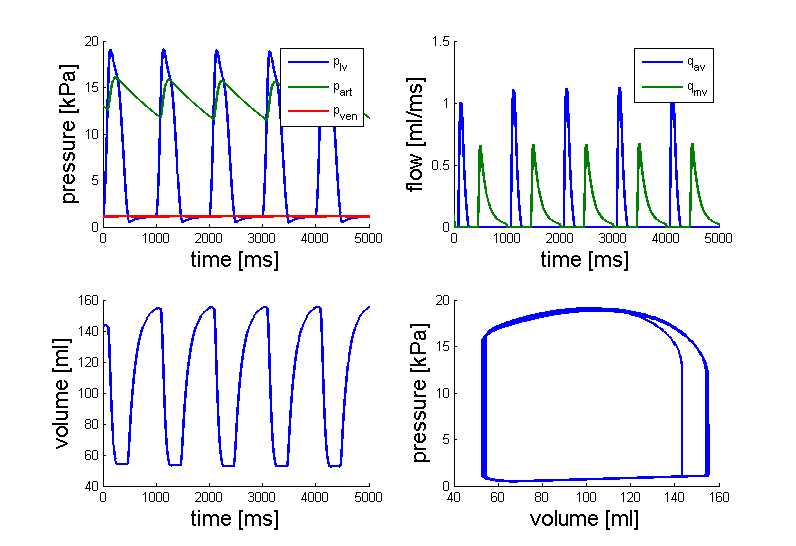 20
15
10
5
0
pressure [kPa]
p_lv
p_art
p_ven
0 1000 2000 3000 4000 5000
time [ms]
1.5
1
0.5
0
flow [ml/ms]
q_av
q_mv
0 1000 2000 3000 4000 5000
time [ms]
160
140
120
100
80
60
40
volume [ml]
0 1000 2000 3000 4000 5000
time [ms]
20
15
10
5
0
pressure [kPa]
40 60 80 100 120 140 160
volume [ml]